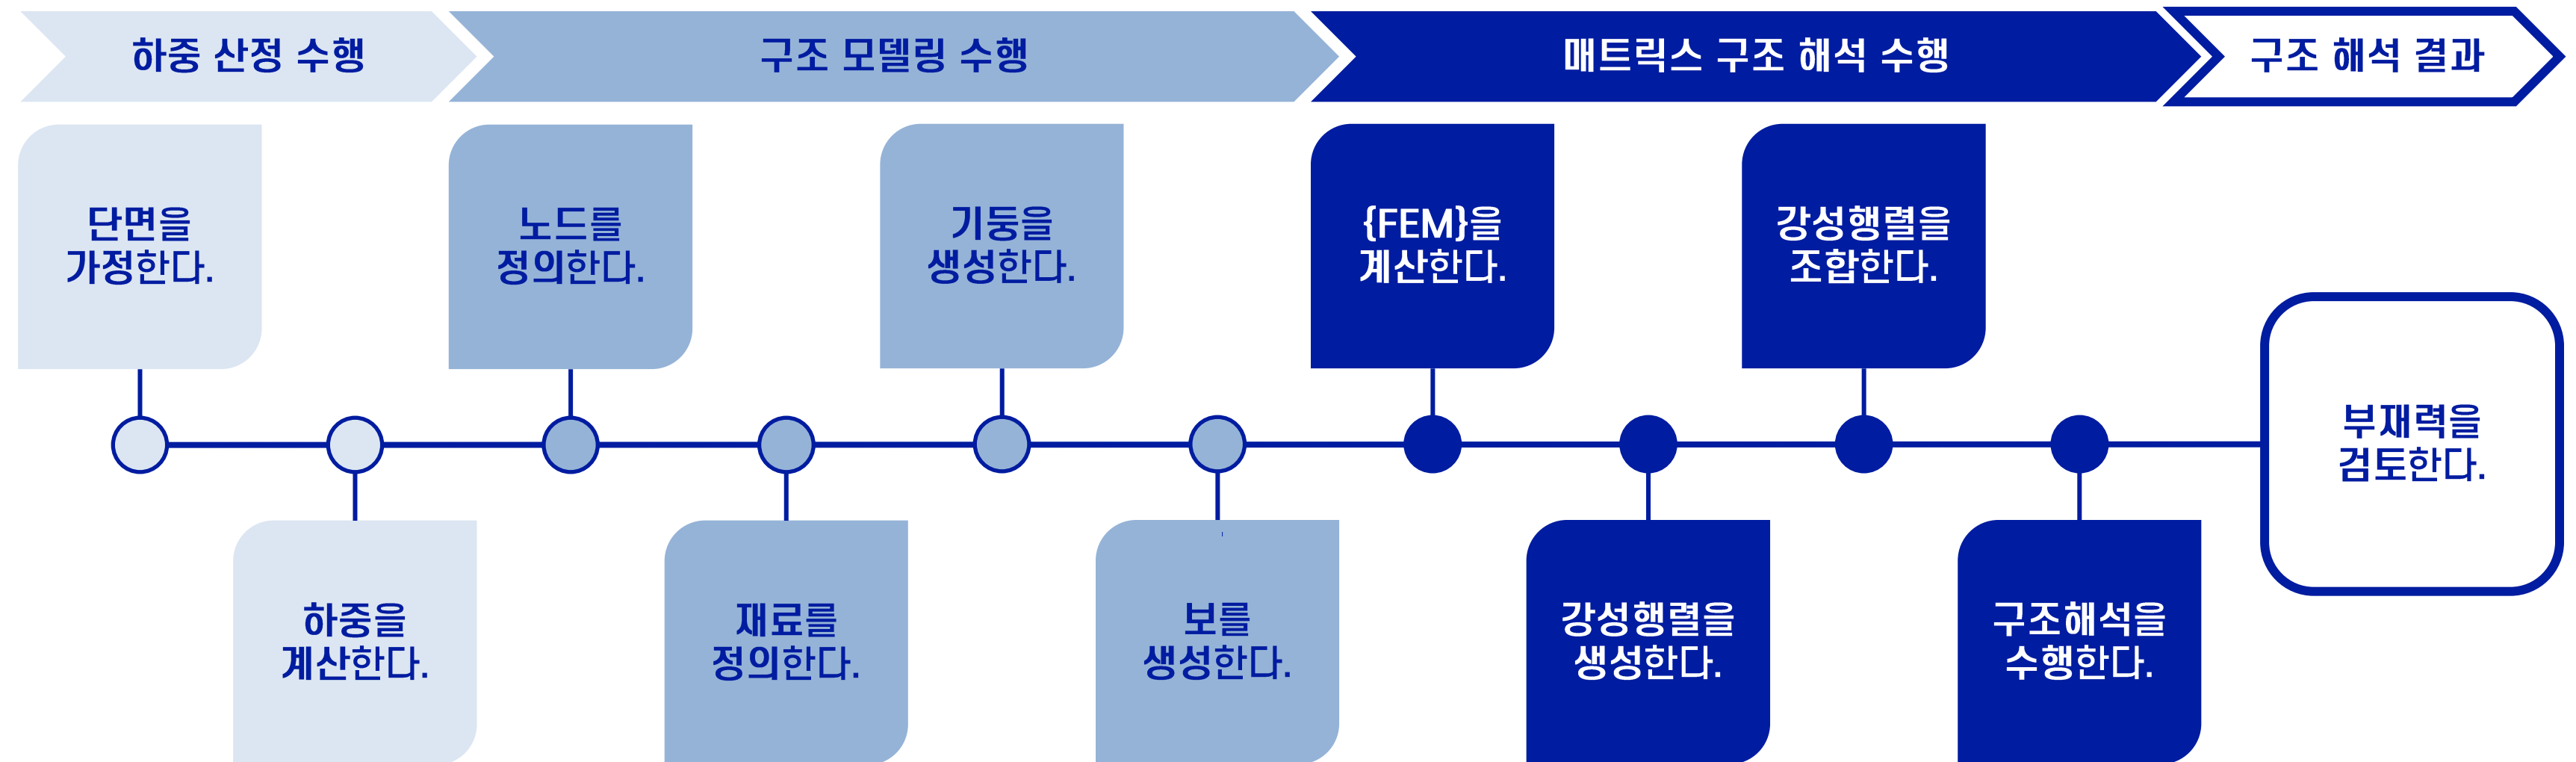 하중 산정 수행
구조 모델링 수행
매트릭스 구조 해석 수행
구조 해석 결과
단면을
가정한다.
하중을
계산한다.
노드를
정의한다.
재료를
정의한다.
기둥을
생성한다.
보를
생성한다.
{FEM}을
계산한다.
강성행렬을
생성한다.
강성행렬을
조합한다.
구조해석을
수행한다.
부재력을
검토한다.